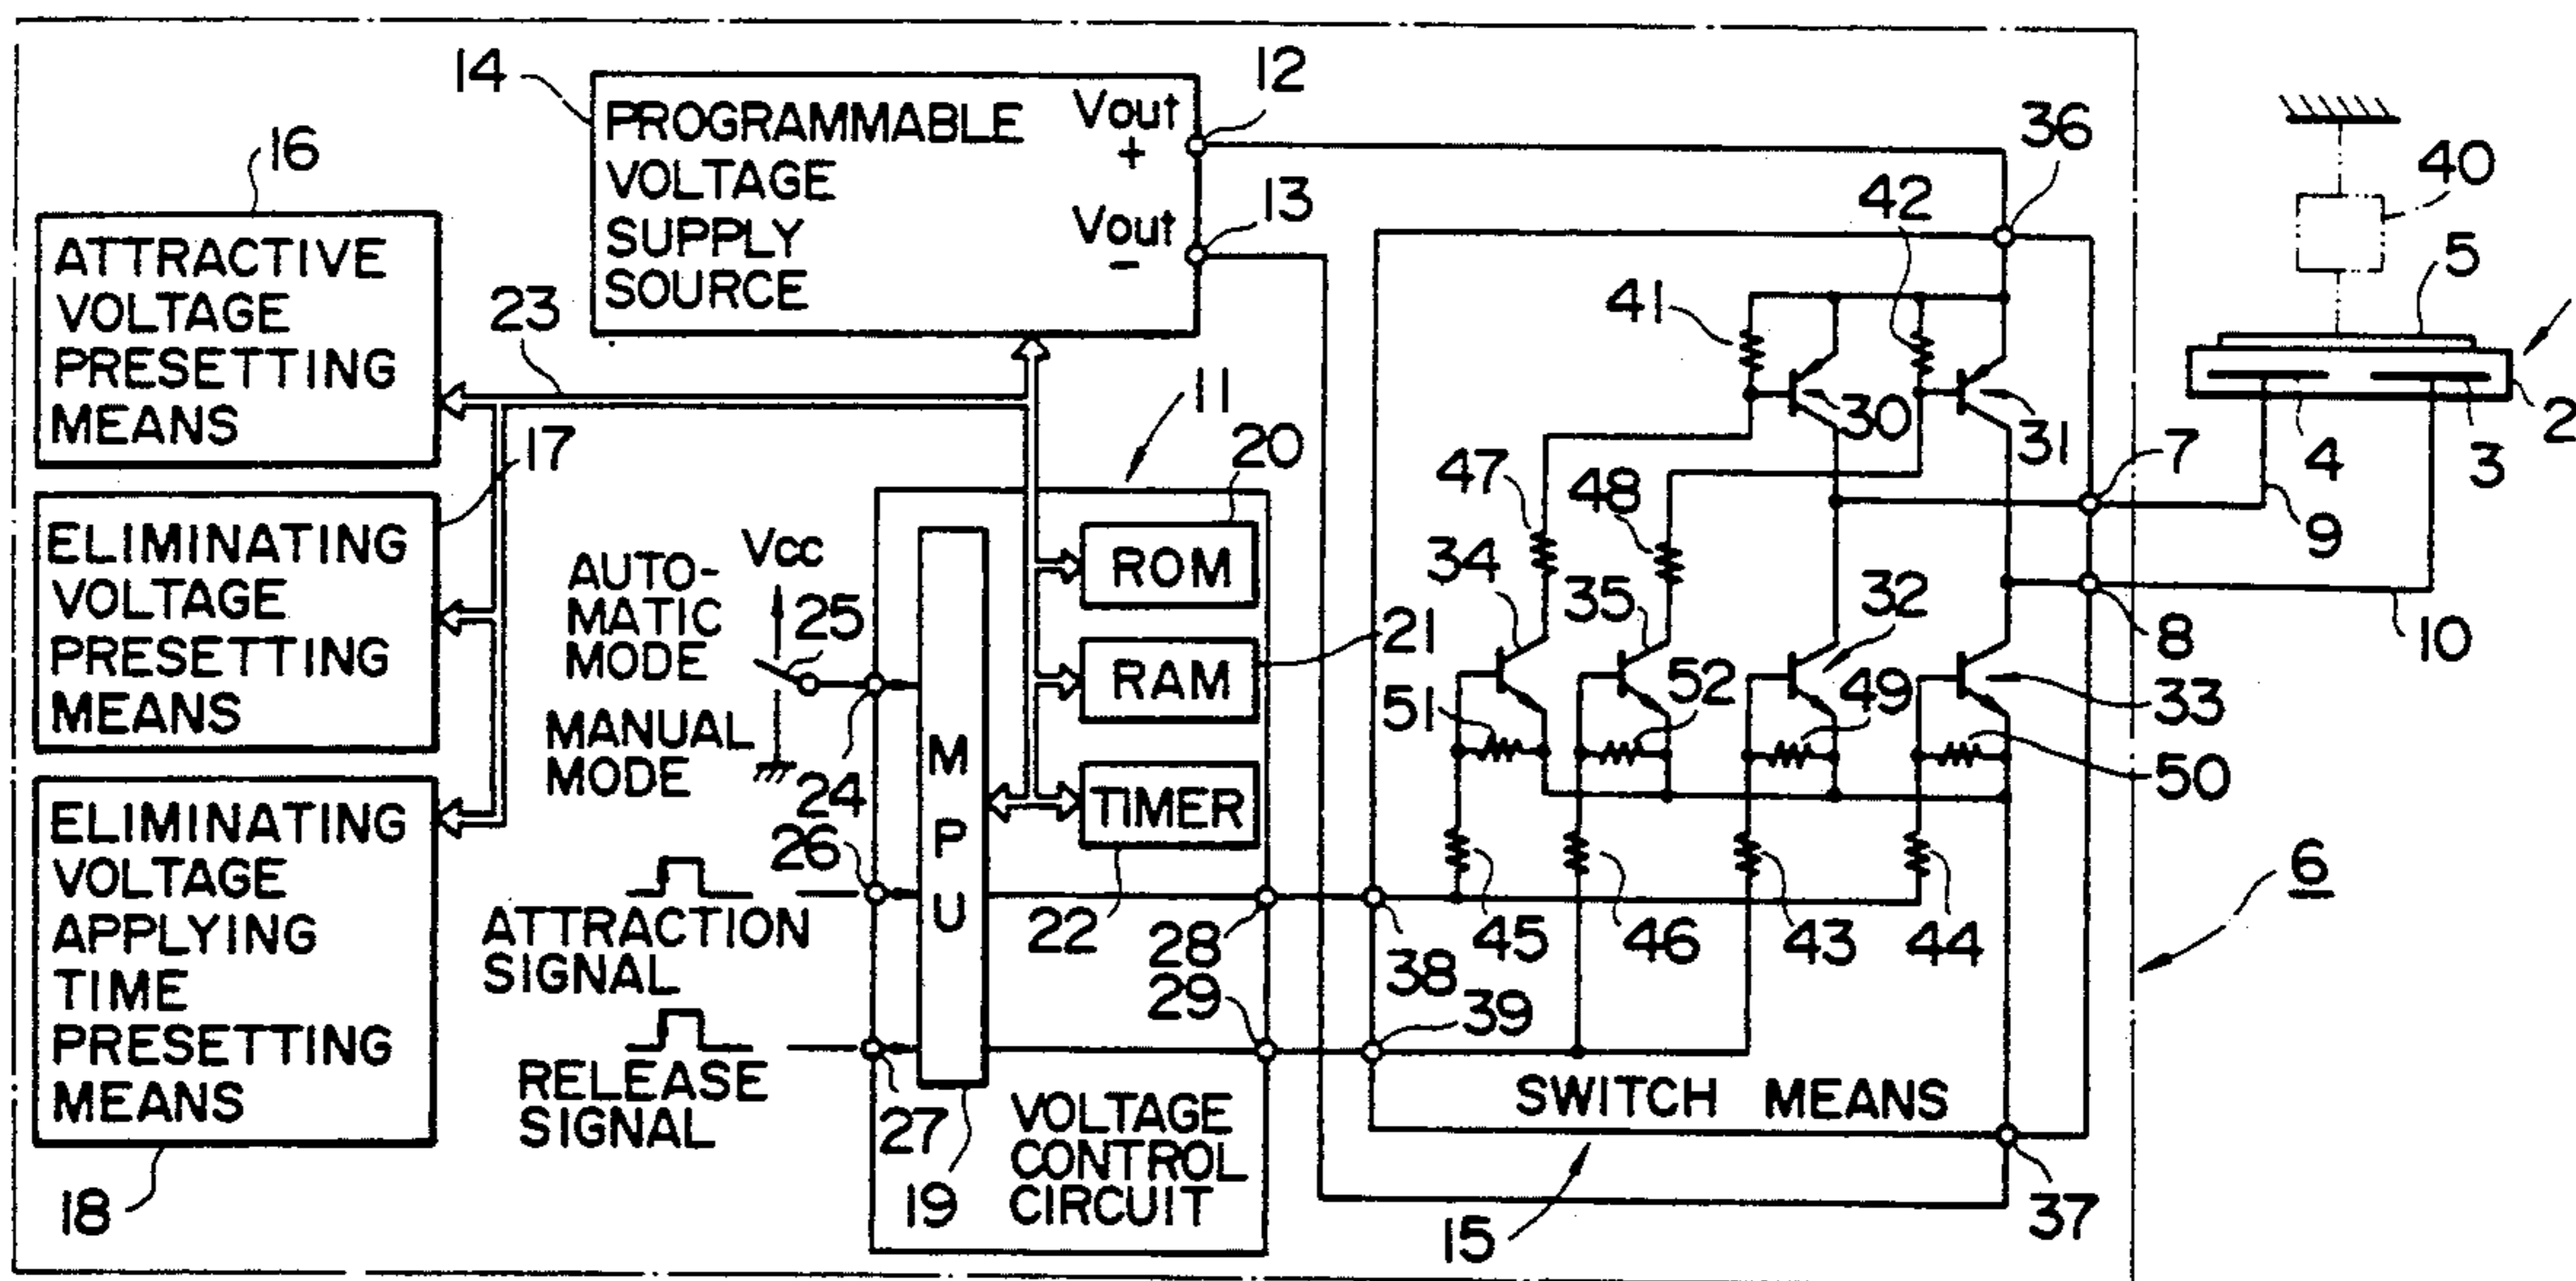 14
PROGRAMMABLE
VOLTAGE
SUPPLY
SOURCE
Vout
+
Vout
-
12
13
16
ATTRACTIVE
VOLTAGE
PRESETTING
MEANS
23
17
ELIMINATING
VOLTAGE
PRESETTING
MEANS
ELIMINATING
VOLTAGE
APPLYING
TIME
PRESETTING
MEANS
18
11
20
ROM
21
RAM
TIMER
22
Vcc
AUTO-
MATIC
MODE
25
MANUAL
MODE
24
26
ATTRACTION
SIGNAL
RELEASE
SIGNAL
27
M
P
U
19
VOLTAGE
CONTROL
CIRCUIT
28
29
38
39
36
42
41
30
31
47
48
34
35
32
33
51
52
49
50
45
46
43
44
SWITCH MEANS
15
37
7
8
9
10
40
5
4
3
2
6